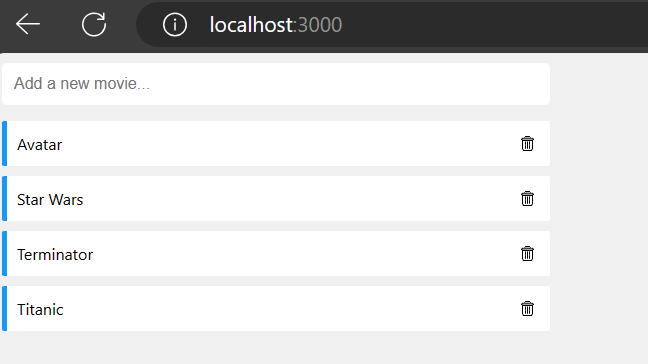 localhost:3000
Add a new movie...
Avatar
Star Wars
Terminator
Titanic